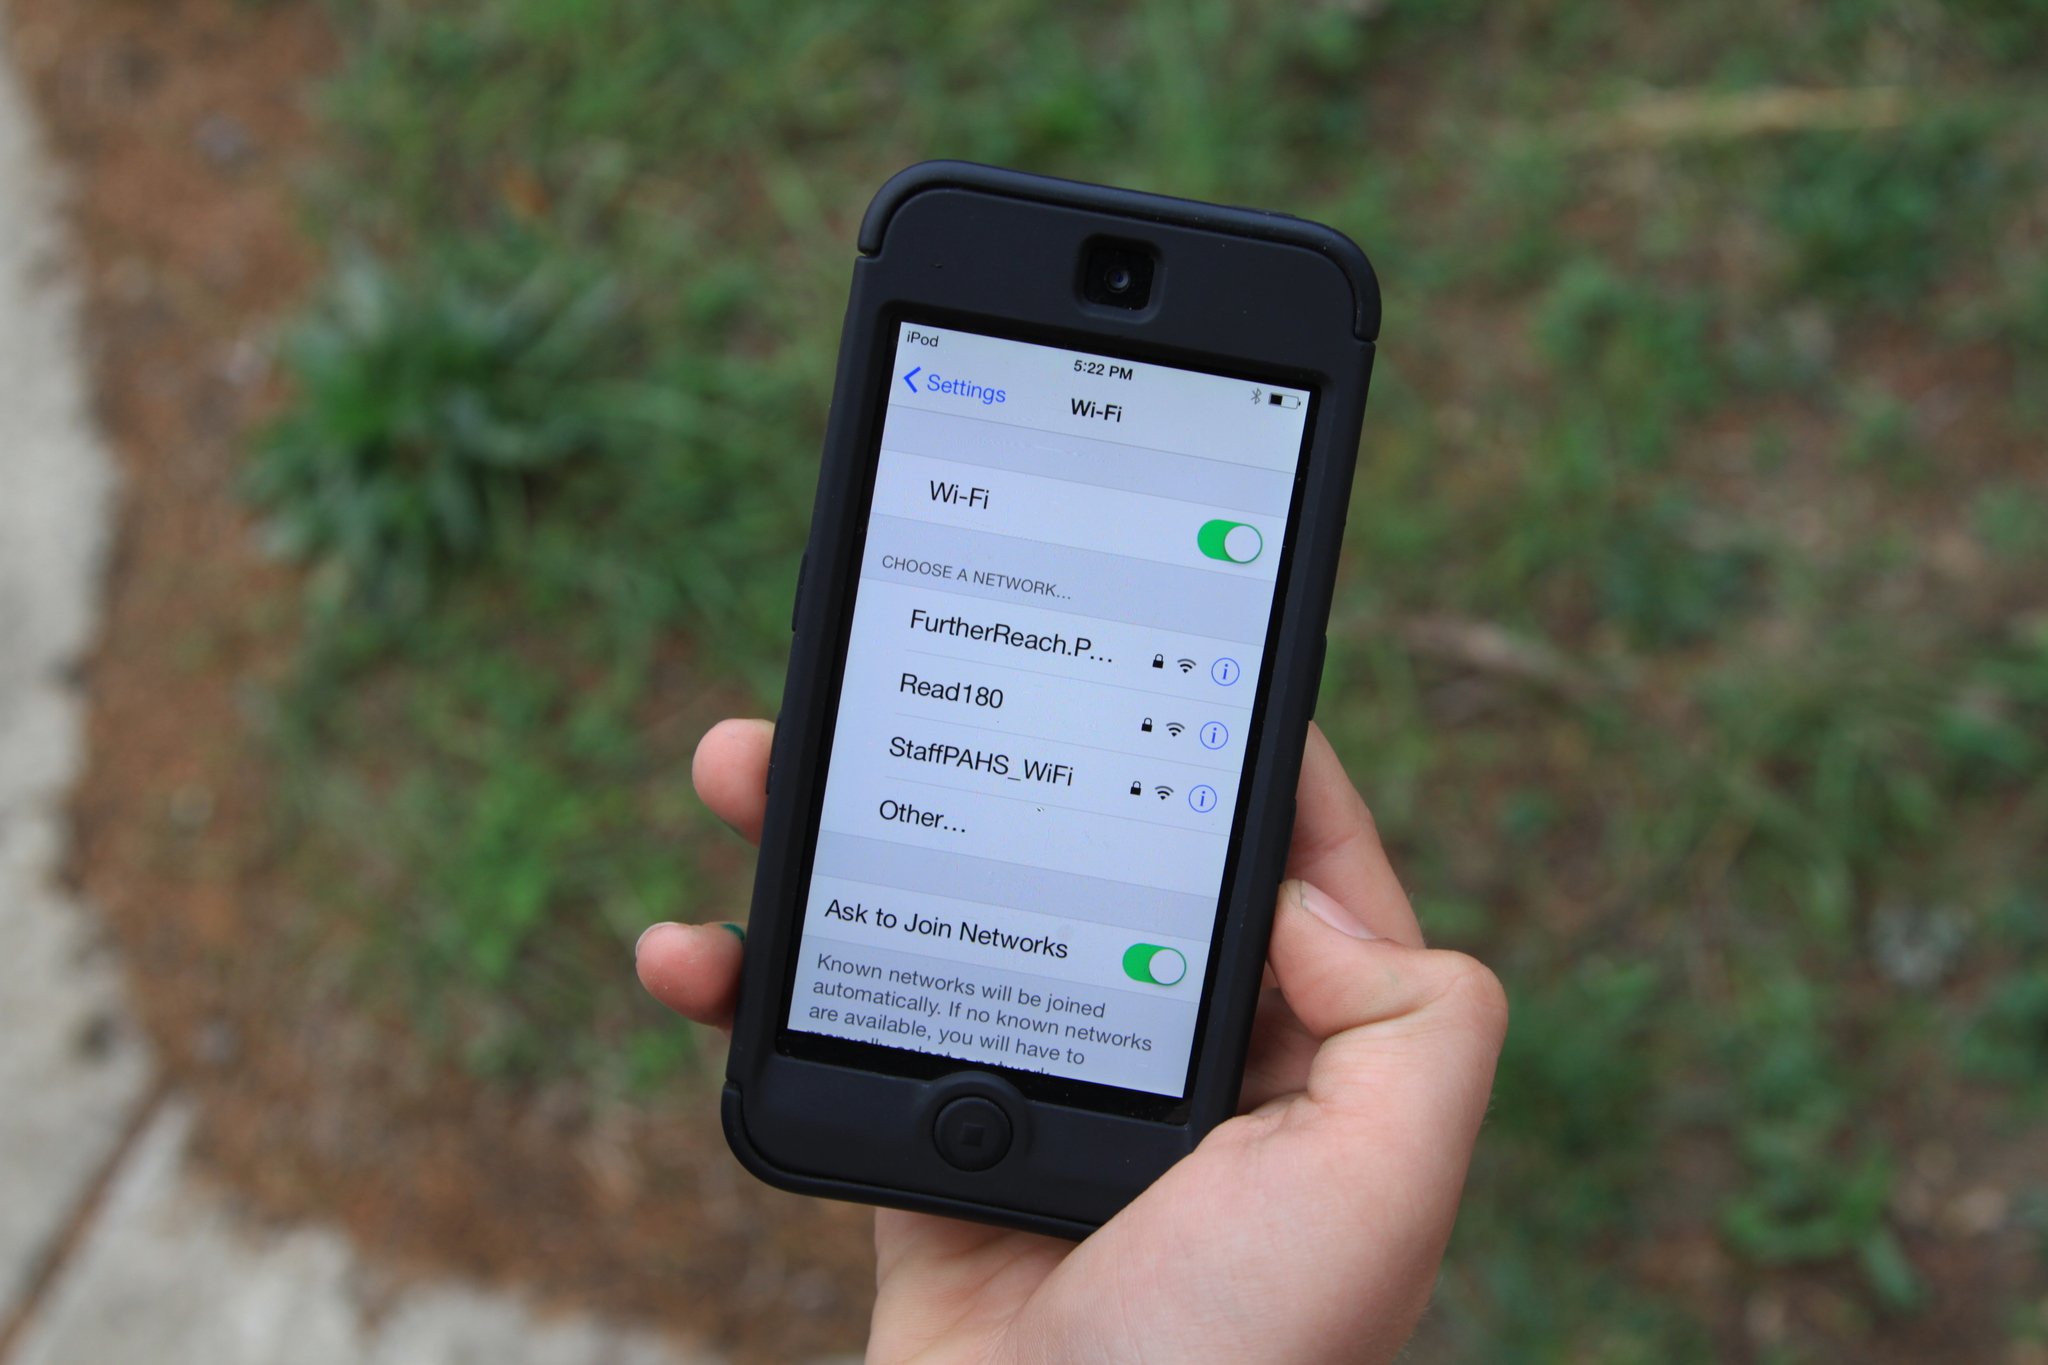 iPod
5:22 PM
Settings
Wi-Fi
Wi-Fi
CHOOSE A NETWORK...
FurtherReach.P...
Read180
StaffPAHS_WiFi
Other...
Ask to Join Networks
Known networks will be joined
automatically. If no known networks
are available, you will have to